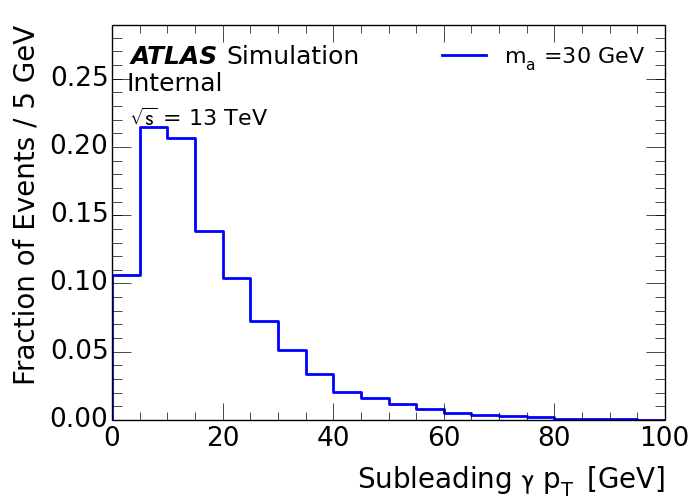 ATLAS Simulation
Internal
√s = 13 TeV
mₐ =30 GeV
Fraction of Events / 5 GeV
0.25
0.20
0.15
0.10
0.05
0.00
0 20 40 60 80 100
Subleading γ p_T [GeV]